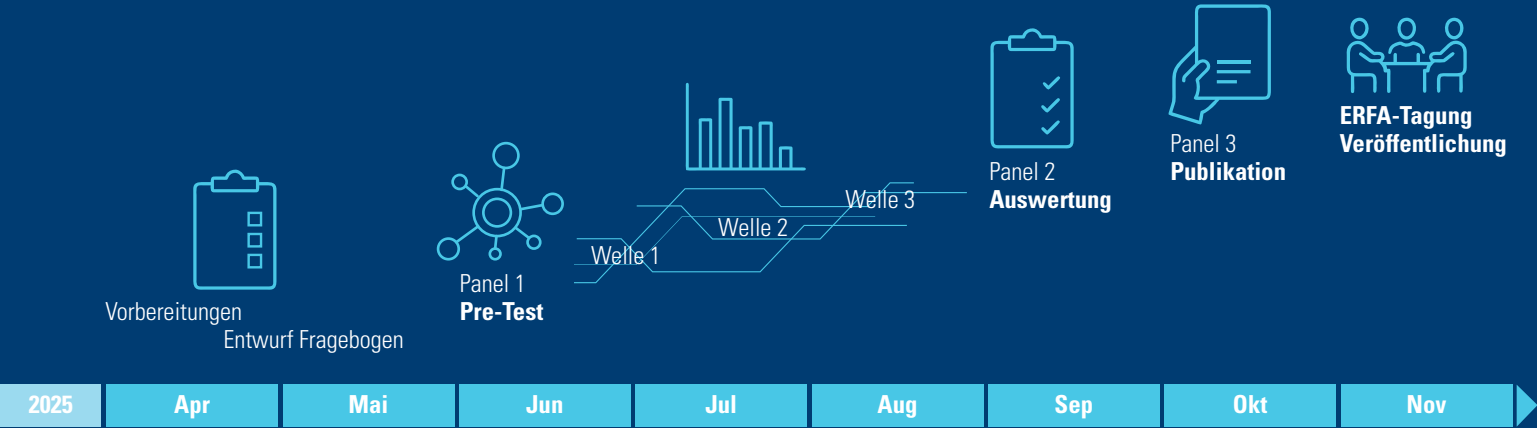 Vorbereitungen
Entwurf Fragebogen
Panel 1
Pre-Test
Welle 1
Welle 2
Welle 3
Panel 2
Auswertung
Panel 3
Publikation
ERFA-Tagung
Veröffentlichung
2025 Apr Mai Jun Jul Aug Sep Okt Nov